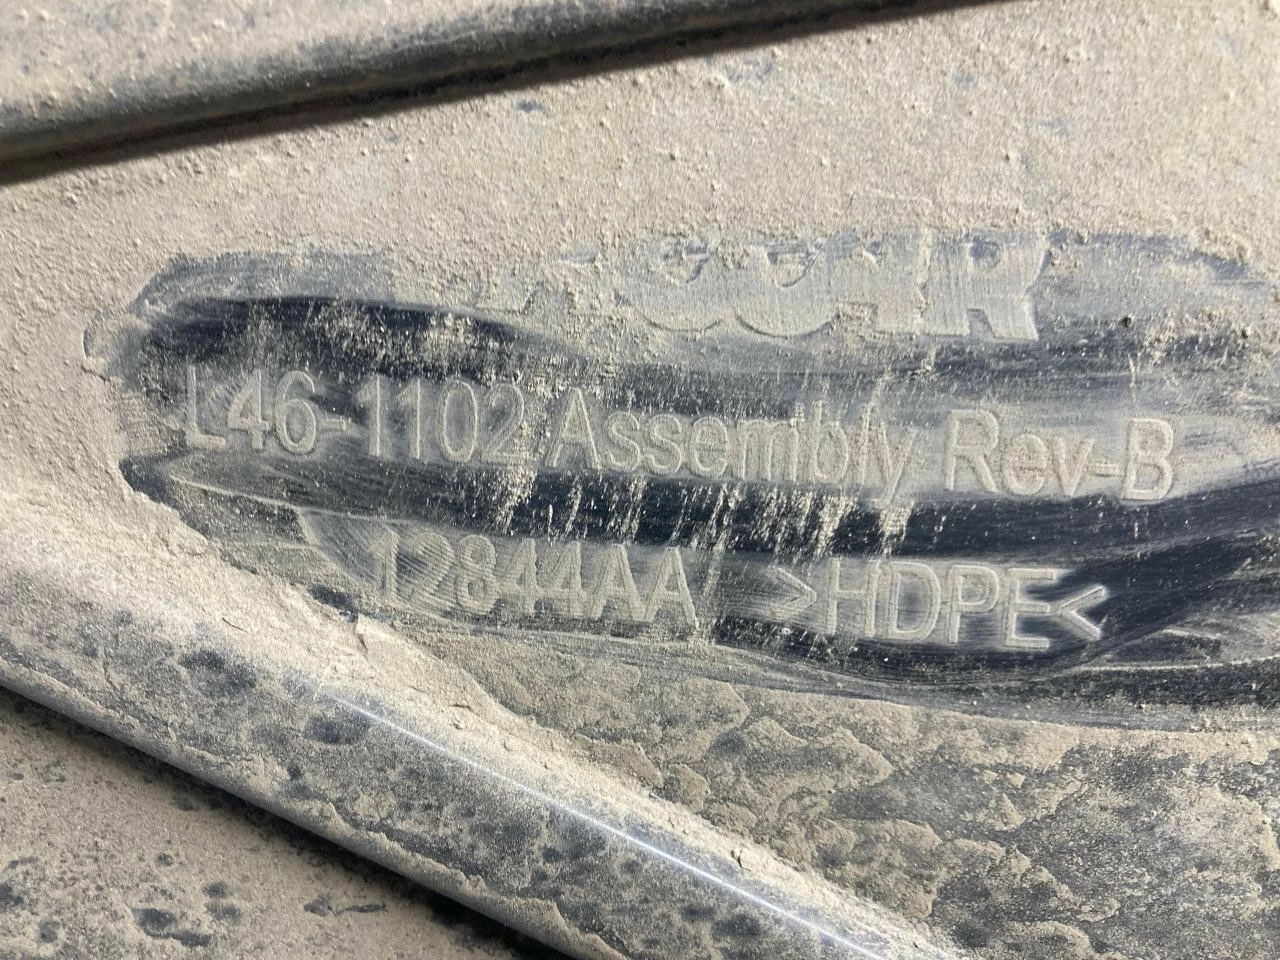 L46-1102 Assembly Rev-B
12844AA >HDPE<